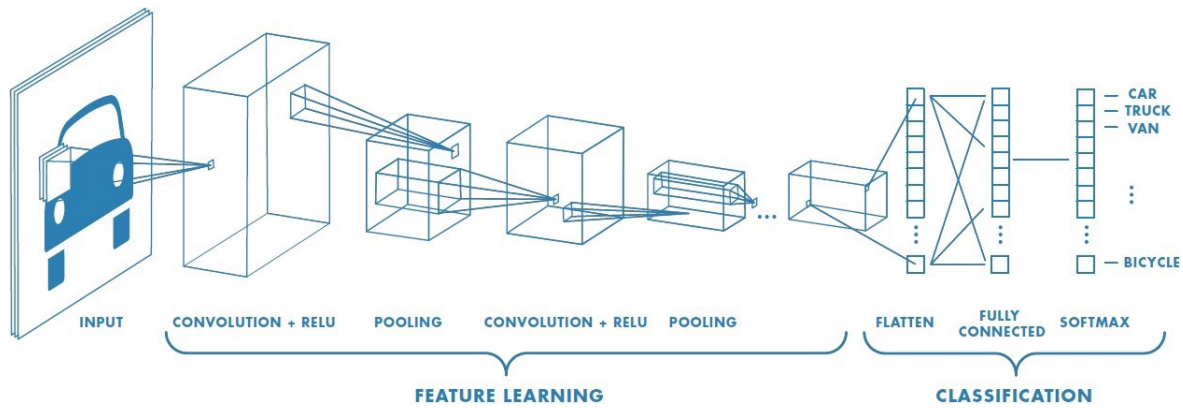 CAR
TRUCK
VAN
BICYCLE
INPUT
CONVOLUTION + RELU
POOLING
CONVOLUTION + RELU
POOLING
FLATTEN
FULLY
CONNECTED
SOFTMAX
FEATURE LEARNING
CLASSIFICATION